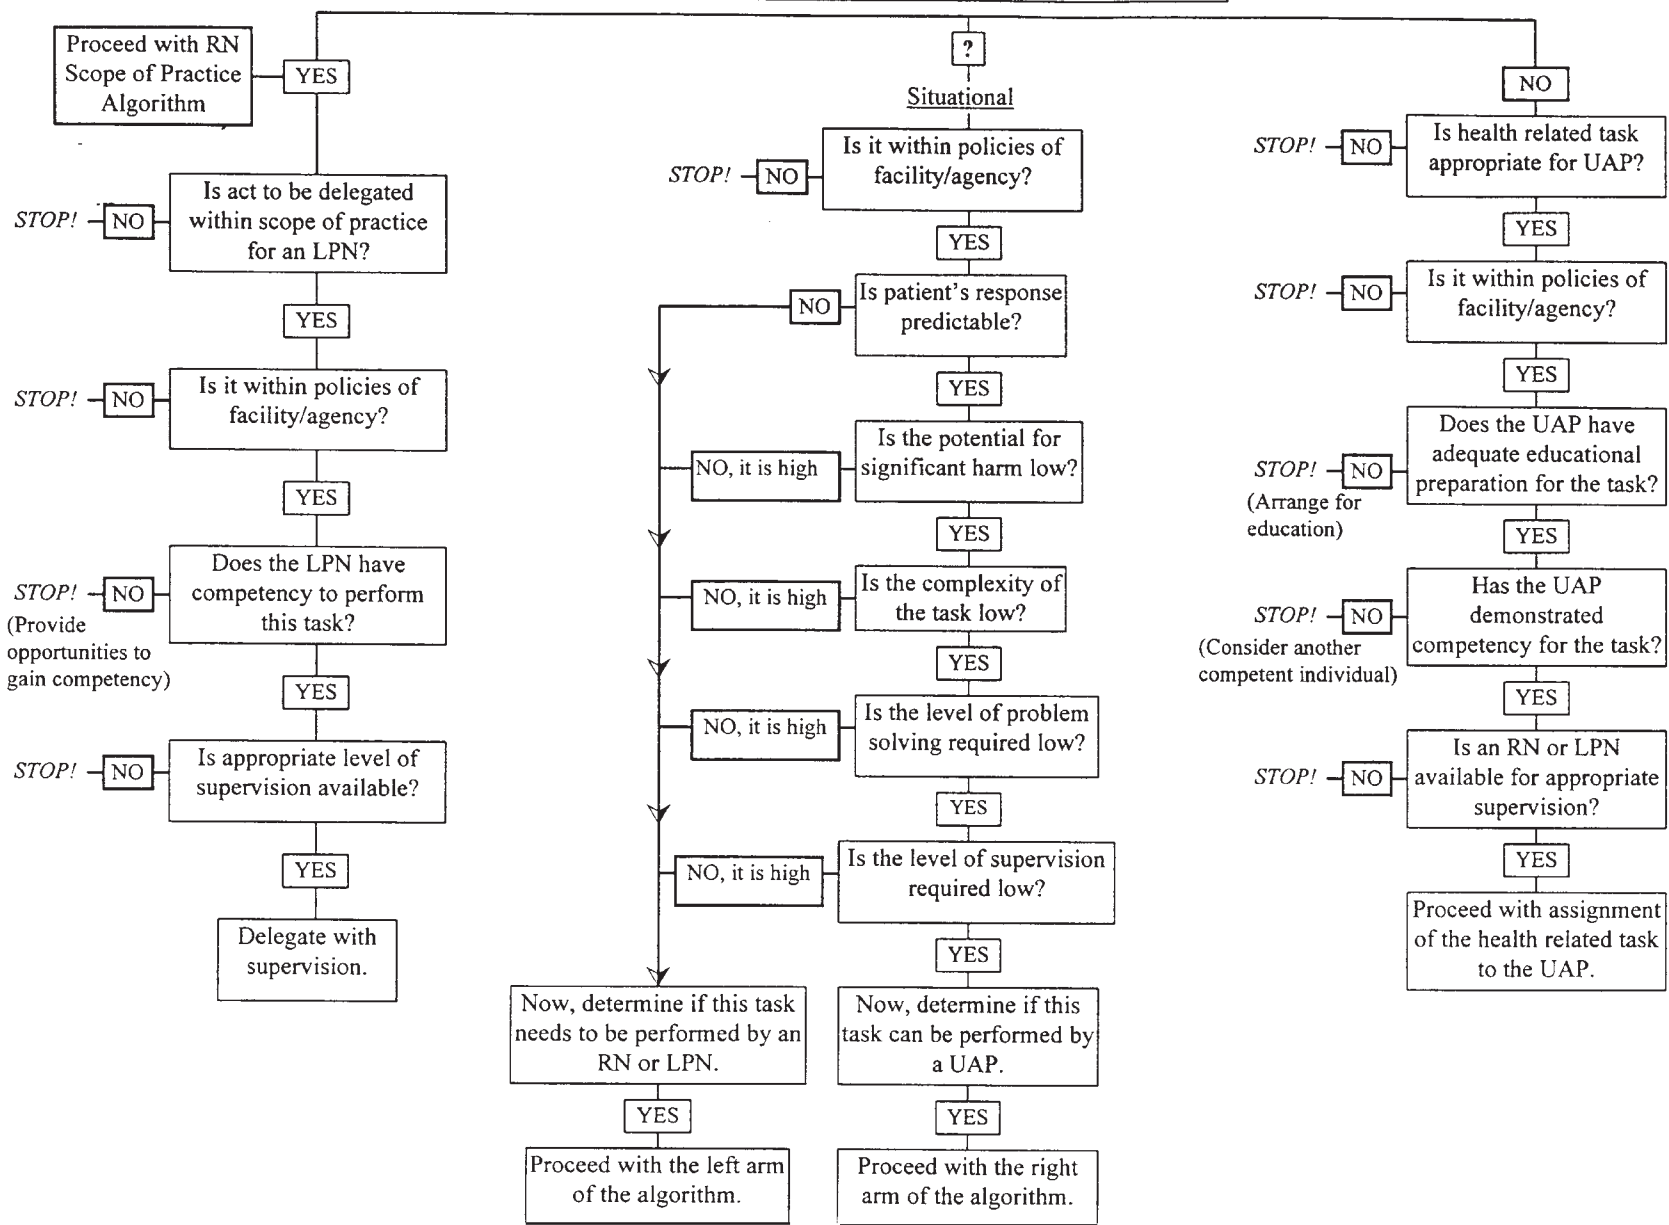 Proceed with RN
Scope of Practice
Algorithm
YES
Is act to be delegated
within scope of practice
for an LPN?
STOP!
NO
YES
Is it within policies of
facility/agency?
STOP!
NO
YES
Does the LPN have
competency to perform
this task?
STOP!
NO
(Provide
opportunities to
gain competency)
YES
Is appropriate level of
supervision available?
STOP!
NO
YES
Delegate with
supervision.
?
Situational
Is it within policies of
facility/agency?
STOP!
NO
YES
Is patient's response
predictable?
NO
YES
Is the potential for
significant harm low?
NO, it is high
YES
Is the complexity of
the task low?
NO, it is high
YES
Is the level of problem
solving required low?
NO, it is high
YES
Is the level of supervision
required low?
NO, it is high
YES
Now, determine if this task
needs to be performed by an
RN or LPN.
YES
Proceed with the left arm
of the algorithm.
Now, determine if this
task can be performed by
a UAP.
YES
Proceed with the right
arm of the algorithm.
NO
Is health related task
appropriate for UAP?
STOP!
NO
YES
Is it within policies of
facility/agency?
STOP!
NO
YES
Does the UAP have
adequate educational
preparation for the task?
STOP!
NO
(Arrange for
education)
YES
Has the UAP
demonstrated
competency for the task?
STOP!
NO
(Consider another
competent individual)
YES
Is an RN or LPN
available for appropriate
supervision?
STOP!
NO
YES
Proceed with assignment
of the health related task
to the UAP.